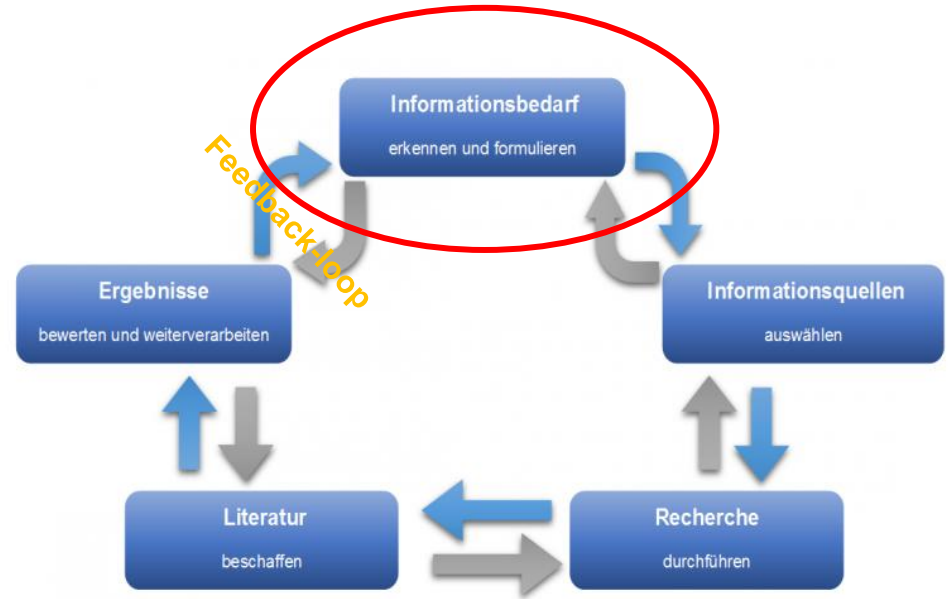 Informationsbedarf
erkennen und formulieren
Feedback-loop
Ergebnisse
bewerten und weiterverarbeiten
Informationsquellen
auswählen
Literatur
beschaffen
Recherche
durchführen